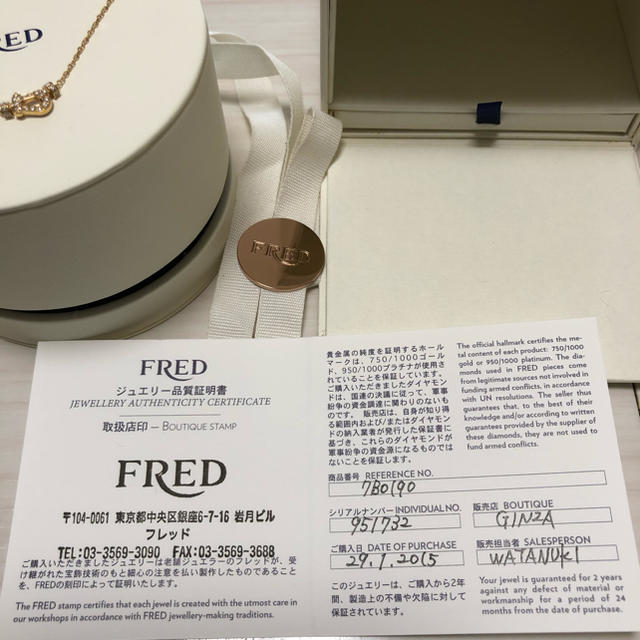 FRED
FRED
FRED
ジュエリー品質証明書
JEWELLERY AUTHENTICITY CERTIFICATE
取扱店印 – BOUTIQUE STAMP
FRED
〒104-0061 東京都中央区銀座6-7-16 岩月ビル
フレッド
TEL:03-3569-3090 FAX:03-3569-3688
ご購入いただきましたジュエリーは老舗ジュエラーのフレッドが、受
け継がれた宝飾技術のもと細心の注意を払い製作したものであること
を、FREDの刻印によって証明いたします。
The FRED stamp certifies that each jewel is created with the utmost care in
our workshops in accordance with FRED jewellery-making traditions.
貴金属の純度を証明するホール
マークは、750/1000ゴール
ド、950/1000プラチナが使用さ
れていることを保証します。
ご購入いただきましたダイヤモン
ドは、国連の決議に従って、軍事
紛争の資金調達に関わりのないも
のです。 販売店は、自身が知り得
る範囲内および/またはダイヤモン
ドの納入業者が発行した保証書に
基づき、これらのダイヤモンドが
軍事紛争の資金源になるものでは
ないことを保証します。
The official hallmark certifies the me-
tal content of each product: 750/1000
gold or 950/1000 platinum. The dia-
monds used in FRED pieces come
from legitimate sources not involved in
funding armed conflicts, in accordance
with UN resolutions. The seller thus
guarantees that, to the best of their
knowledge and/or according to written
guarantees provided by the supplier of
these diamonds, they are not used to
fund armed conflicts.
商品番号 REFERENCE NO.
7B0190
シリアルナンバー INDIVIDUAL NO.
951732
販売店 BOUTIQUE
GINZA
ご購入日 DATE OF PURCHASE
29.1.2015
販売担当者 SALESPERSON
WATANUKI
このジュエリーは、ご購入から2年
間、製造上の不備や欠陥に対して
保証されています。
Your jewel is guaranteed for 2 years
against any defect of material or
workmanship for a period of 24
months from the date of purchase.